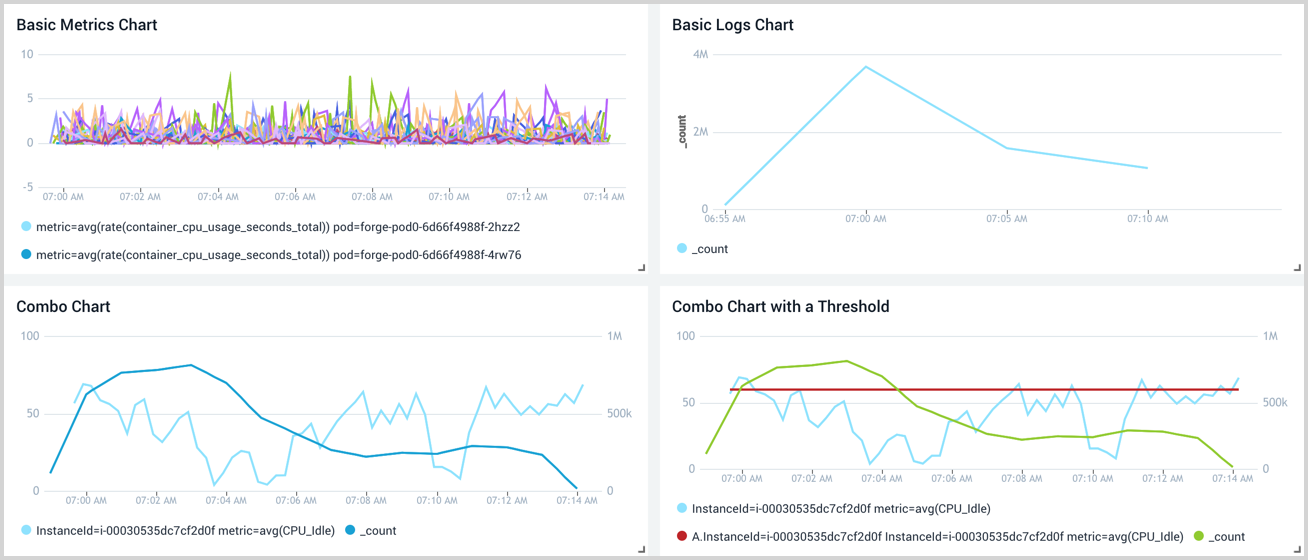 Basic Metrics Chart
10
5
0
-5
07:00 AM 07:02 AM 07:04 AM 07:06 AM 07:08 AM 07:10 AM 07:12 AM 07:14 AM
metric=avg(rate(container_cpu_usage_seconds_total)) pod=forge-pod0-6d66f4988f-2hzz2
metric=avg(rate(container_cpu_usage_seconds_total)) pod=forge-pod0-6d66f4988f-4rw76
Basic Logs Chart
4M
2M
0
_count
06:55 AM 07:00 AM 07:05 AM 07:10 AM
_count
Combo Chart
100 1M
50 500k
0 0
07:00 AM 07:02 AM 07:04 AM 07:06 AM 07:08 AM 07:10 AM 07:12 AM 07:14 AM
InstanceId=i-00030535dc7cf2d0f metric=avg(CPU_Idle) _count
Combo Chart with a Threshold
100 1M
50 500k
0 0
07:00 AM 07:02 AM 07:04 AM 07:06 AM 07:08 AM 07:10 AM 07:12 AM 07:14 AM
InstanceId=i-00030535dc7cf2d0f metric=avg(CPU_Idle)
A.InstanceId=i-00030535dc7cf2d0f InstanceId=i-00030535dc7cf2d0f metric=avg(CPU_Idle) _count